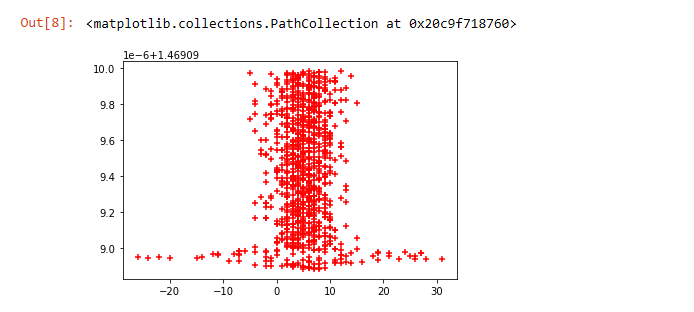 Out[8]: <matplotlib.collections.PathCollection at 0x20c9f718760>
1e-6+1.46909
10.0
9.8
9.6
9.4
9.2
9.0
−20 −10 0 10 20 30